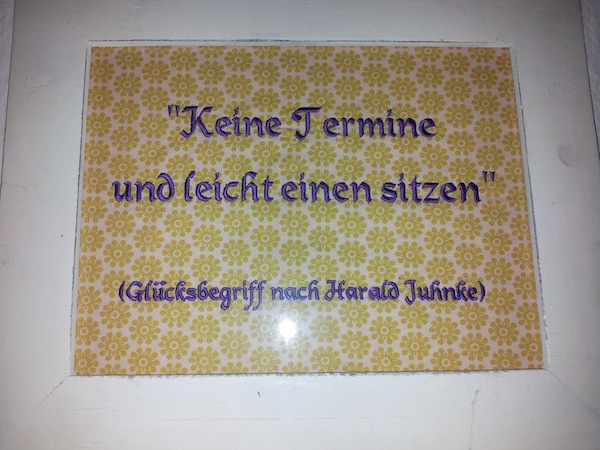 "Keine Termine
und leicht einen sitzen"
(Glücksbegriff nach Harald Juhnke)